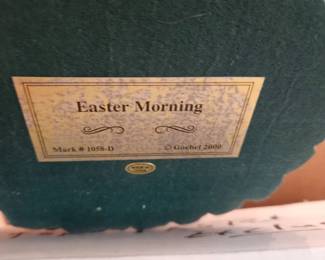 Easter Morning
Mark # 1058-D
© Goebel 2000